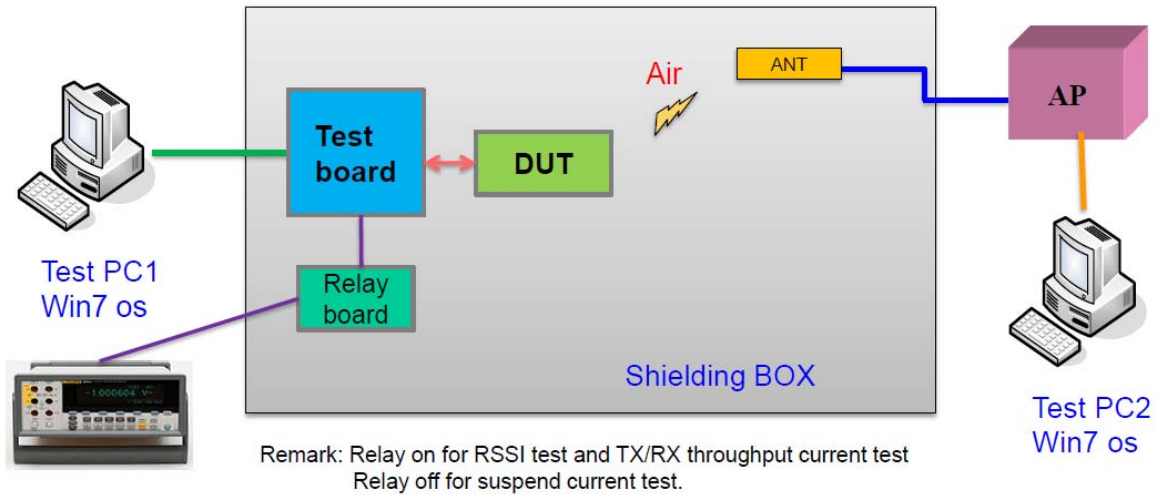 Air
ANT
AP
Test
board
DUT
Test PC1
Win7 os
Relay
board
-1.000604 V
Shielding BOX
Test PC2
Win7 os
Remark: Relay on for RSSI test and TX/RX throughput current test
Relay off for suspend current test.